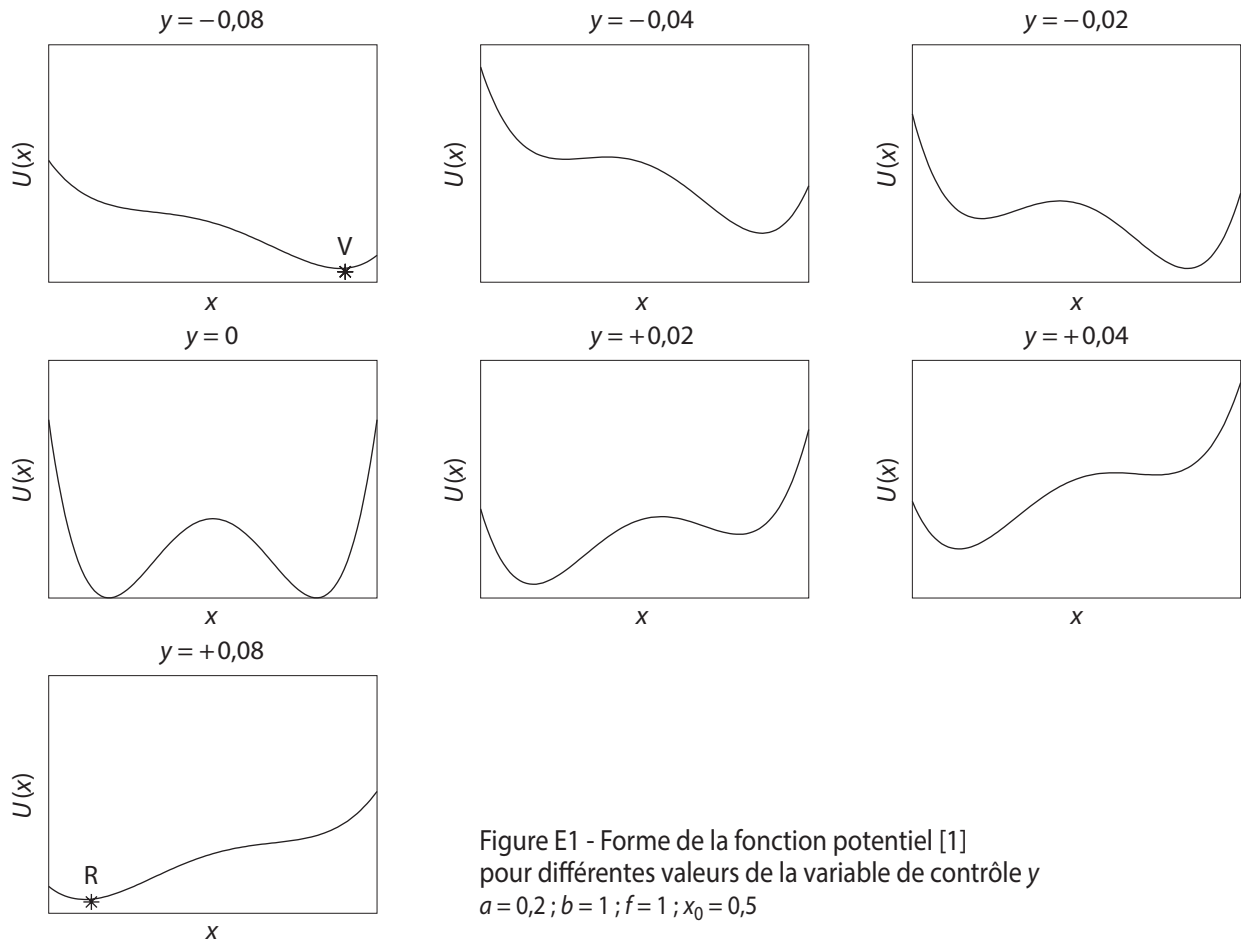 y = −0,08
y = −0,04
y = −0,02
U(x)
V
x
U(x)
x
U(x)
x
y = 0
y = +0,02
y = +0,04
U(x)
x
U(x)
x
U(x)
x
y = +0,08
U(x)
R
x
Figure E1 - Forme de la fonction potentiel [1]
pour différentes valeurs de la variable de contrôle y
a = 0,2 ; b = 1 ; f = 1 ; x₀ = 0,5